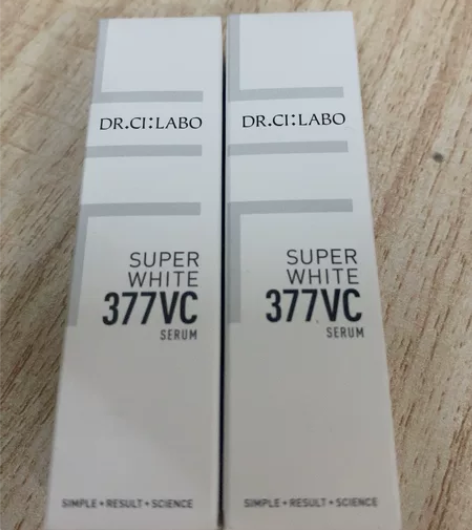 DR.CI:LABO
SUPER
WHITE
377VC
SERUM
SIMPLE + RESULT + SCIENCE
DR.CI:LABO
SUPER
WHITE
377VC
SERUM
SIMPLE + RESULT + SCIENCE